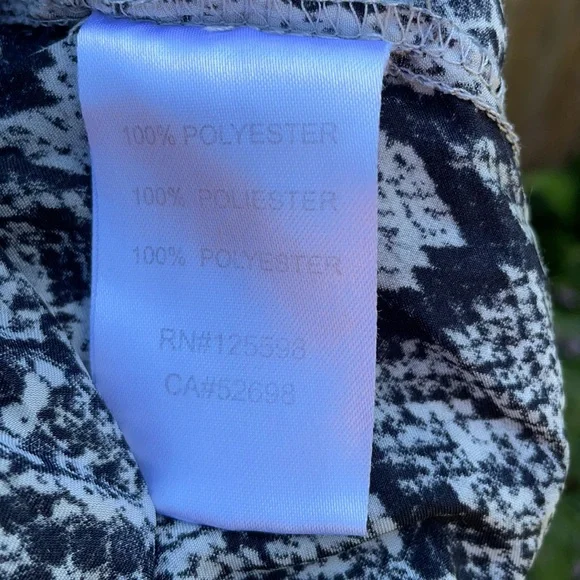 100% POLYESTER
100% POLIESTER
100% POLYESTER
RN#125598
CA#52698